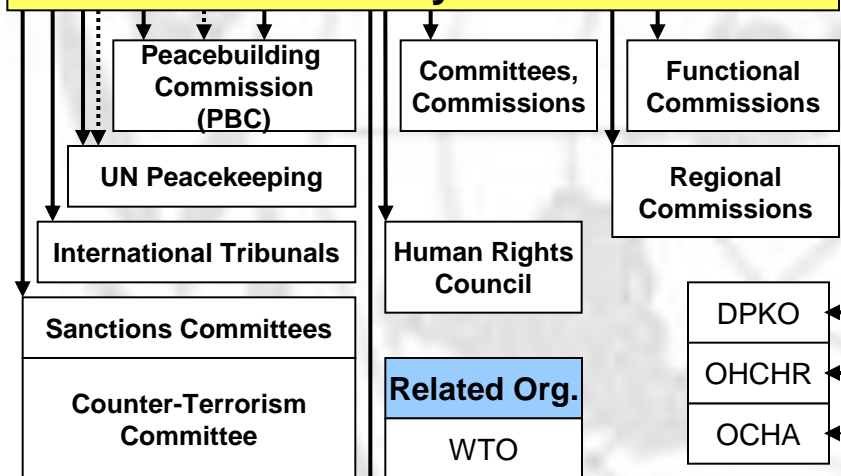 Peacebuilding
Commission
(PBC)
Committees,
Commissions
Functional
Commissions
UN Peacekeeping
Regional
Commissions
International Tribunals
Human Rights
Council
Sanctions Committees
DPKO
OHCHR
OCHA
Counter-Terrorism
Committee
Related Org.
WTO